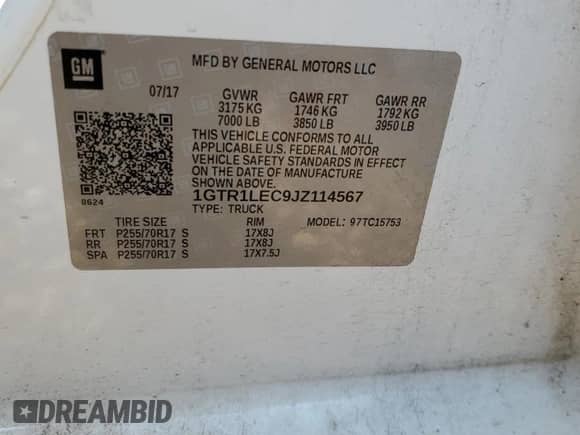 GM
MFD BY GENERAL MOTORS LLC
07/17 GVWR GAWR FRT GAWR RR
3175 KG 1746 KG 1792 KG
7000 LB 3850 LB 3950 LB
THIS VEHICLE CONFORMS TO ALL
APPLICABLE U.S. FEDERAL MOTOR
VEHICLE SAFETY STANDARDS IN EFFECT
ON THE DATE OF MANUFACTURE
SHOWN ABOVE.
8624 1GTR1LEC9JZ114567
TYPE: TRUCK
TIRE SIZE RIM MODEL: 97TC15753
FRT P255/70R17 S 17X8J
RR P255/70R17 S 17X8J
SPA P255/70R17 S 17X7.5J
DREAMBID